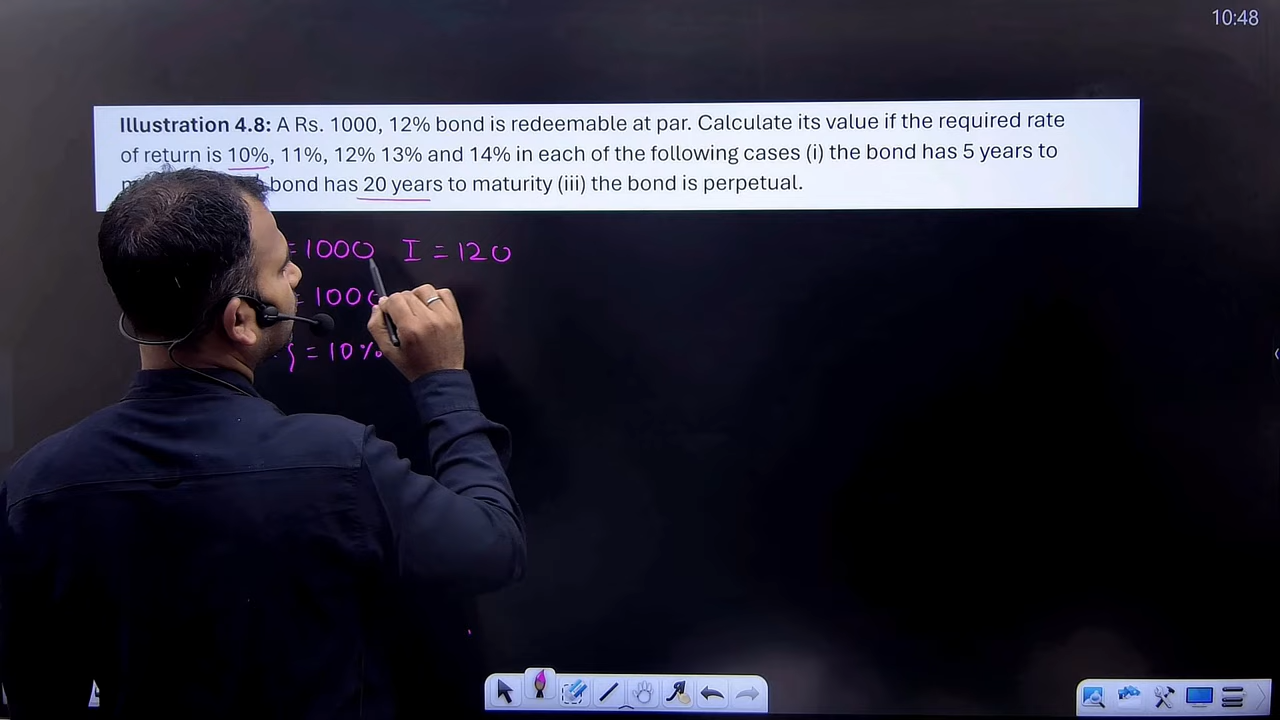 10:48
Illustration 4.8: A Rs. 1000, 12% bond is redeemable at par. Calculate its value if the required rate
of return is 10%, 11%, 12% 13% and 14% in each of the following cases (i) the bond has 5 years to
bond has 20 years to maturity (iii) the bond is perpetual.
= 1000 I = 120
= 1000
= 10%